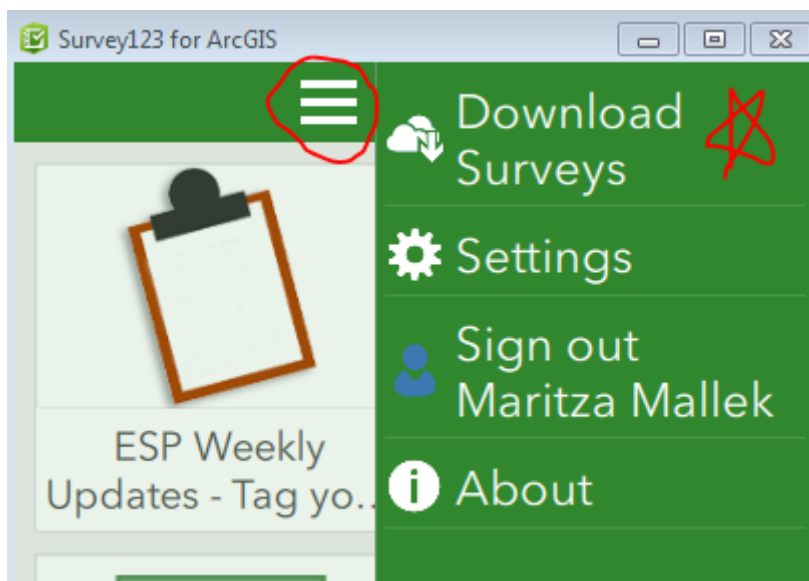 Survey123 for ArcGIS
Download
Surveys
Settings
Sign out
Maritza Mallek
About
ESP Weekly
Updates - Tag yo..